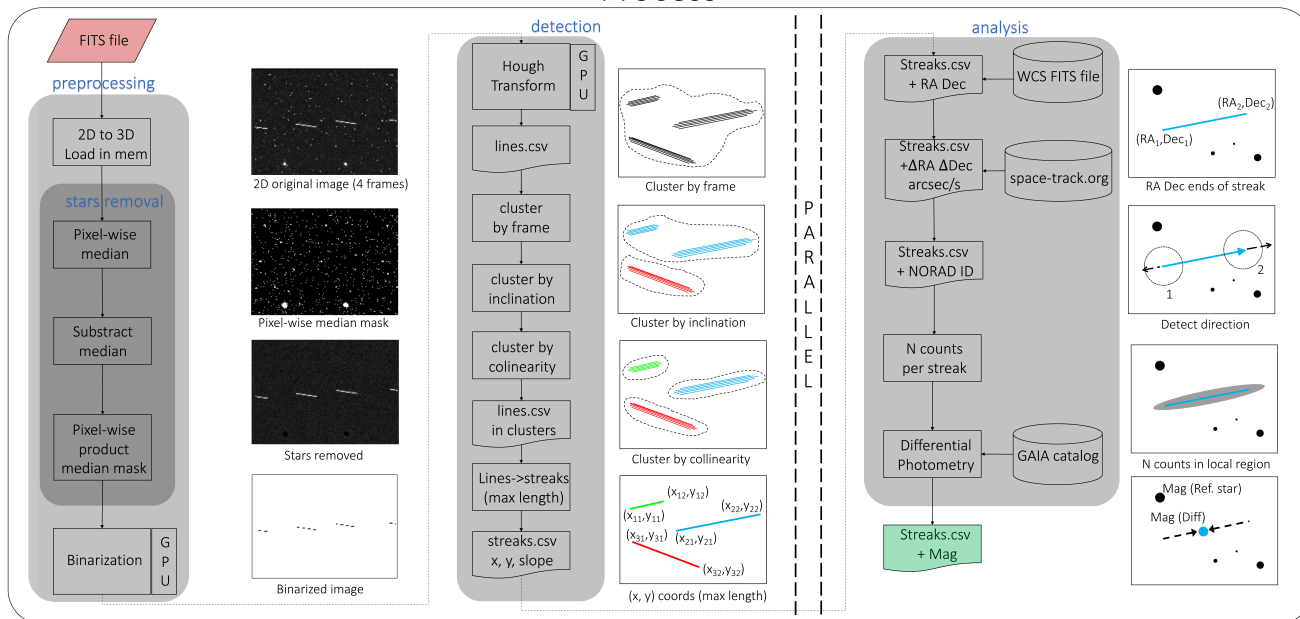 Process
FITS file
preprocessing
2D to 3D
Load in mem
stars removal
Pixel-wise
median
Substract
median
Pixel-wise
product
median mask
Binarization
G
P
U
2D original image (4 frames)
Pixel-wise median mask
Stars removed
Binarized image
detection
Hough
Transform
G
P
U
lines.csv
cluster
by frame
cluster by
inclination
cluster by
colinearity
lines.csv
in clusters
Lines->streaks
(max length)
streaks.csv
x, y, slope
Cluster by frame
Cluster by inclination
Cluster by collinearity
(x12,y12)
(x11,y11)
(x22,y22)
(x31,y31)
(x21,y21)
(x32,y32)
(x, y) coords (max length)
P
A
R
A
L
L
E
L
analysis
Streaks.csv
+ RA Dec
WCS FITS file
Streaks.csv
+ΔRA ΔDec
arcsec/s
space-track.org
Streaks.csv
+ NORAD ID
N counts
per streak
Differential
Photometry
GAIA catalog
Streaks.csv
+ Mag
(RA2,Dec2)
(RA1,Dec1)
RA Dec ends of streak
1
2
Detect direction
N counts in local region
Mag (Ref. star)
Mag (Diff)